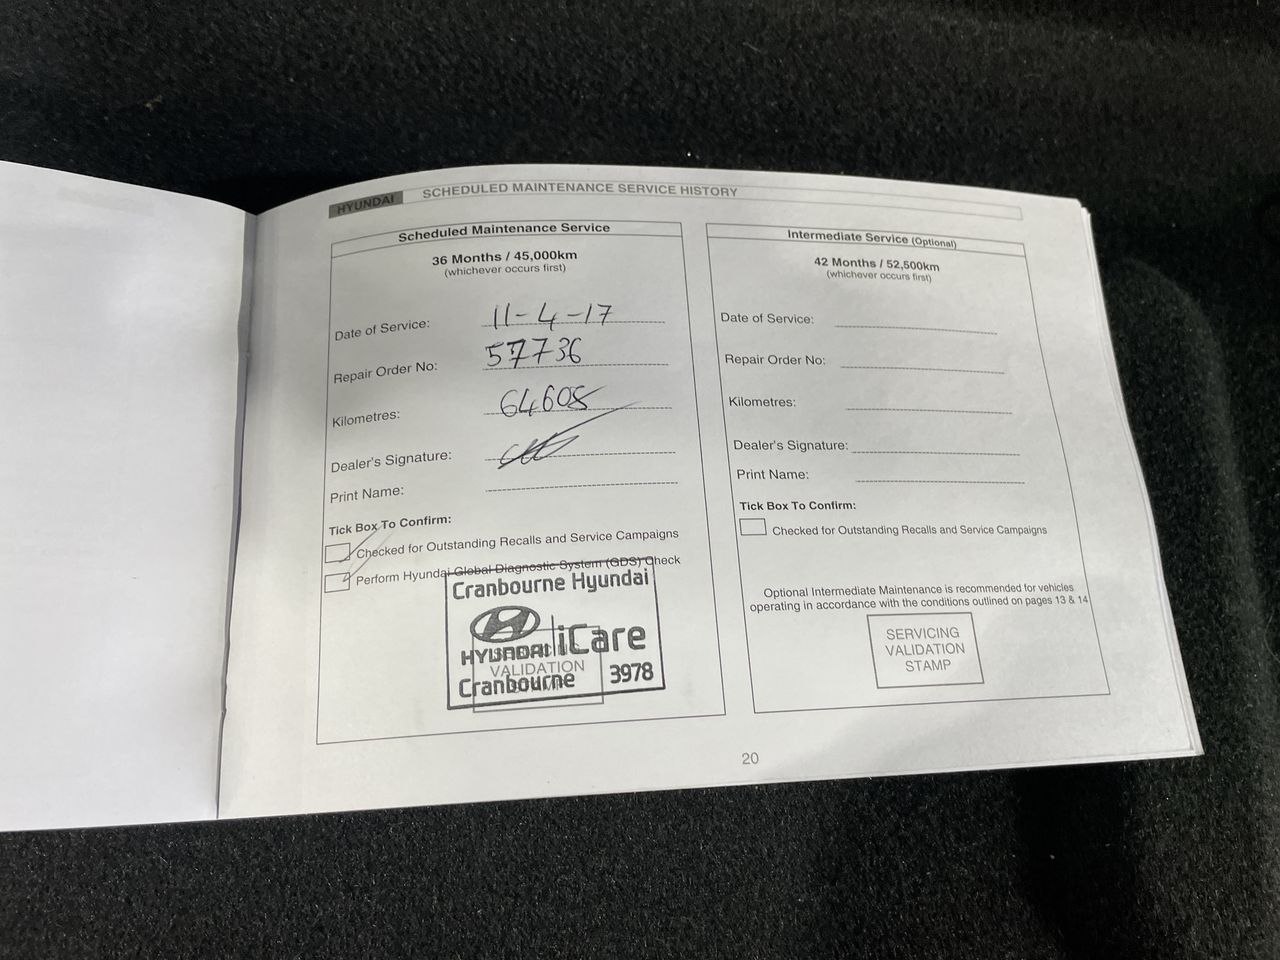 HYUNDAI SCHEDULED MAINTENANCE SERVICE HISTORY
Scheduled Maintenance Service
36 Months / 45,000km
(whichever occurs first)
Date of Service: 11-4-17
Repair Order No: 57736
Kilometres: 64608
Dealer's Signature:
Print Name:
Tick Box To Confirm:
Checked for Outstanding Recalls and Service Campaigns
Perform Hyundai Global Diagnostic System (GDS) Check
Cranbourne Hyundai
HYUNDAI iCare
VALIDATION
Cranbourne 3978
Intermediate Service (Optional)
42 Months / 52,500km
(whichever occurs first)
Date of Service:
Repair Order No:
Kilometres:
Dealer's Signature:
Print Name:
Tick Box To Confirm:
Checked for Outstanding Recalls and Service Campaigns
Optional Intermediate Maintenance is recommended for vehicles
operating in accordance with the conditions outlined on pages 13 & 14
SERVICING
VALIDATION
STAMP
20